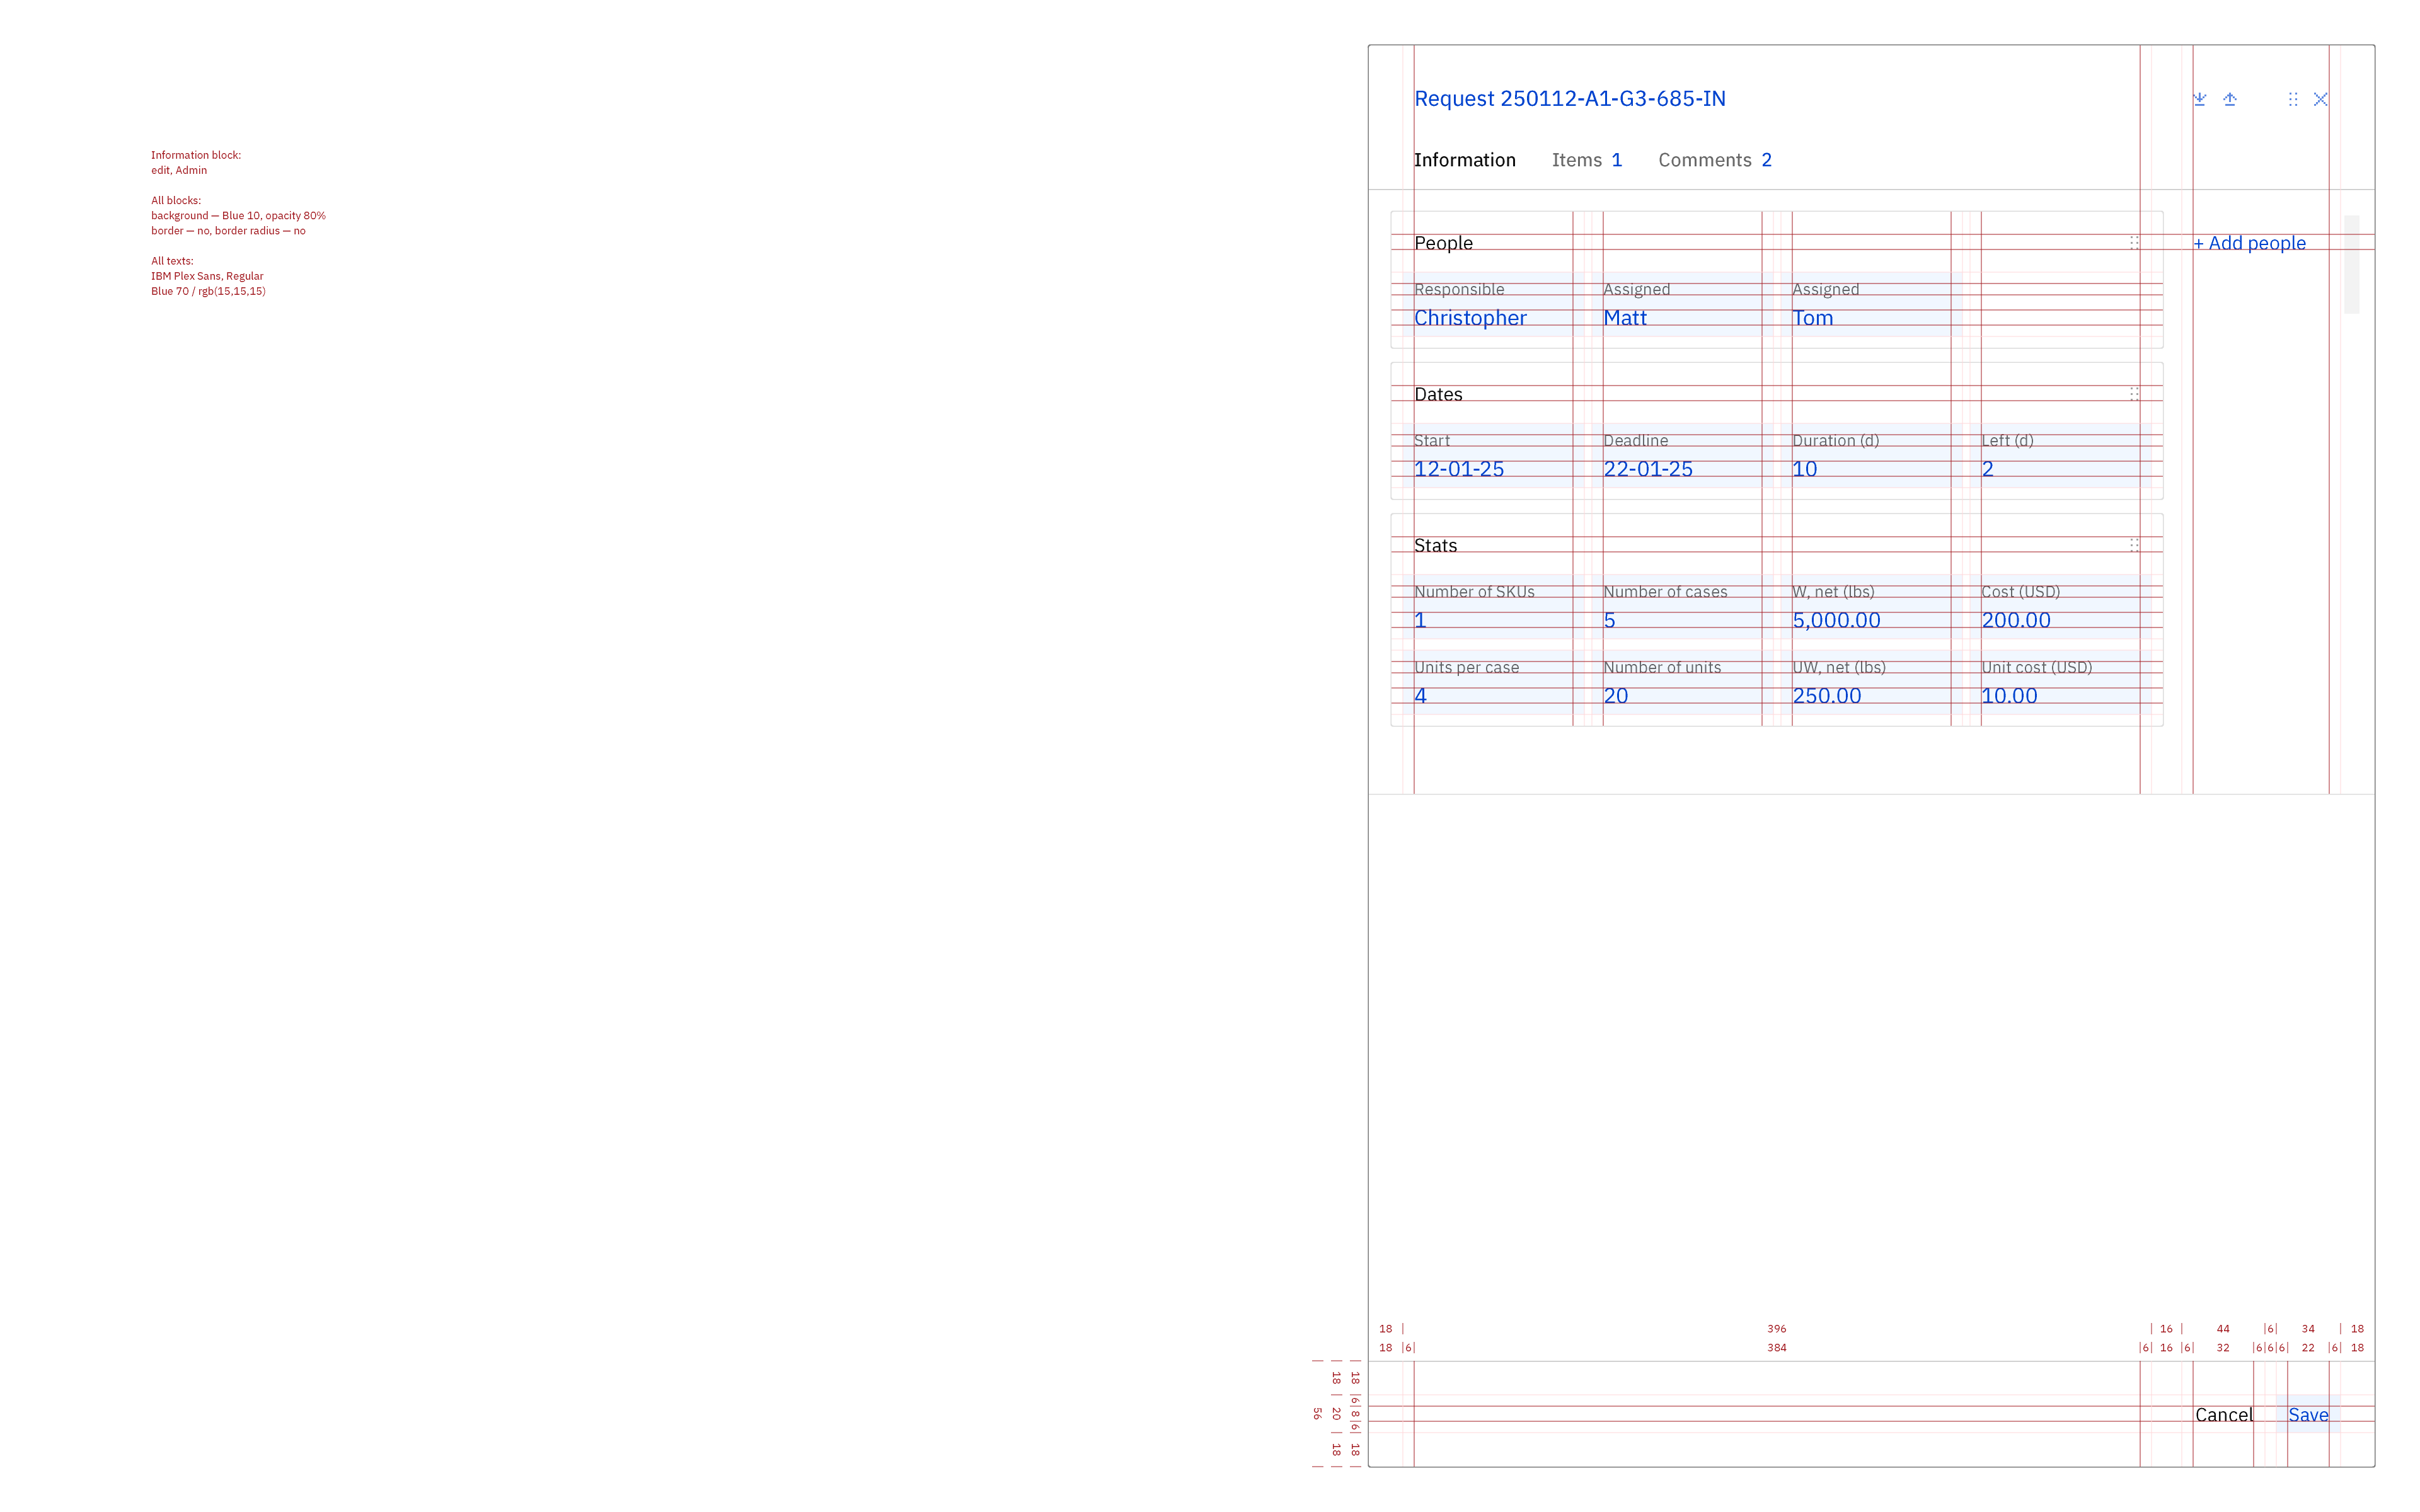 Information block:
edit, Admin
All blocks:
background — Blue 10, opacity 80%
border — no, border radius — no
All texts:
IBM Plex Sans, Regular
Blue 70 / rgb(15,15,15)
Request 250112-A1-G3-685-IN
Information Items 1 Comments 2
People + Add people
Responsible Assigned Assigned
Christopher Matt Tom
Dates
Start Deadline Duration (d) Left (d)
12-01-25 22-01-25 10 2
Stats
Number of SKUs Number of cases W, net (lbs) Cost (USD)
1 5 5,000.00 200.00
Units per case Number of units UW, net (lbs) Unit cost (USD)
4 20 250.00 10.00
18 396 16 44 6 34 18
18 6 384 6 16 6 32 6 6 6 22 6 18
18 18
6
56 20 8
6
18 18
Cancel Save